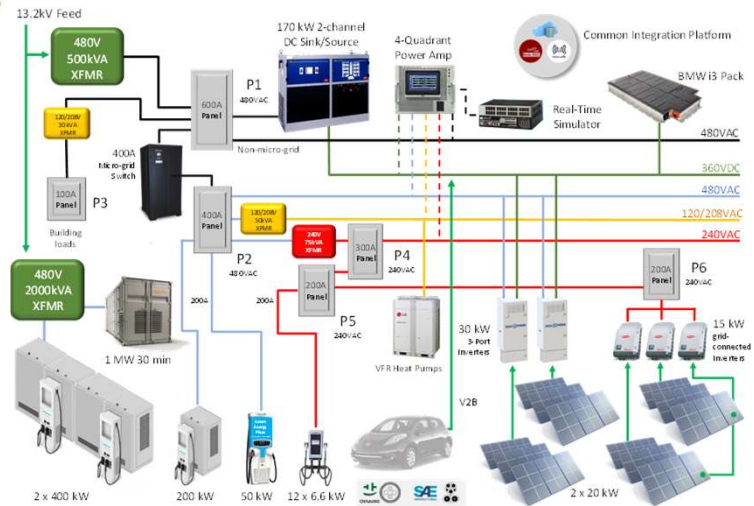 13.2kV Feed
480V
500kVA
XFMR
170 kW 2-channel
DC Sink/Source
4-Quadrant
Power Amp
Common Integration Platform
BMW i3 Pack
Real-Time
Simulator
P1
480VAC
600A
Panel
Non-micro-grid
120/208V
30kVA
XFMR
400A
Micro-grid
Switch
100A
Panel
P3
Building
loads
480VAC
360VDC
480VAC
120/208VAC
240VAC
400A
Panel
P2
480VAC
120/208V
50kVA
XFMR
240V
75kVA
XFMR
300A
Panel
P4
240VAC
200A
Panel
P5
240VAC
200A
Panel
P6
240VAC
480V
2000kVA
XFMR
1 MW 30 min
200A
200A
LG
VFR Heat Pumps
30 kW
3-Port
Inverters
15 kW
grid-
connected
Inverters
V2B
2 x 400 kW
200 kW
50 kW
12 x 6.6 kW
CHAdeMO
SAE
2 x 20 kW